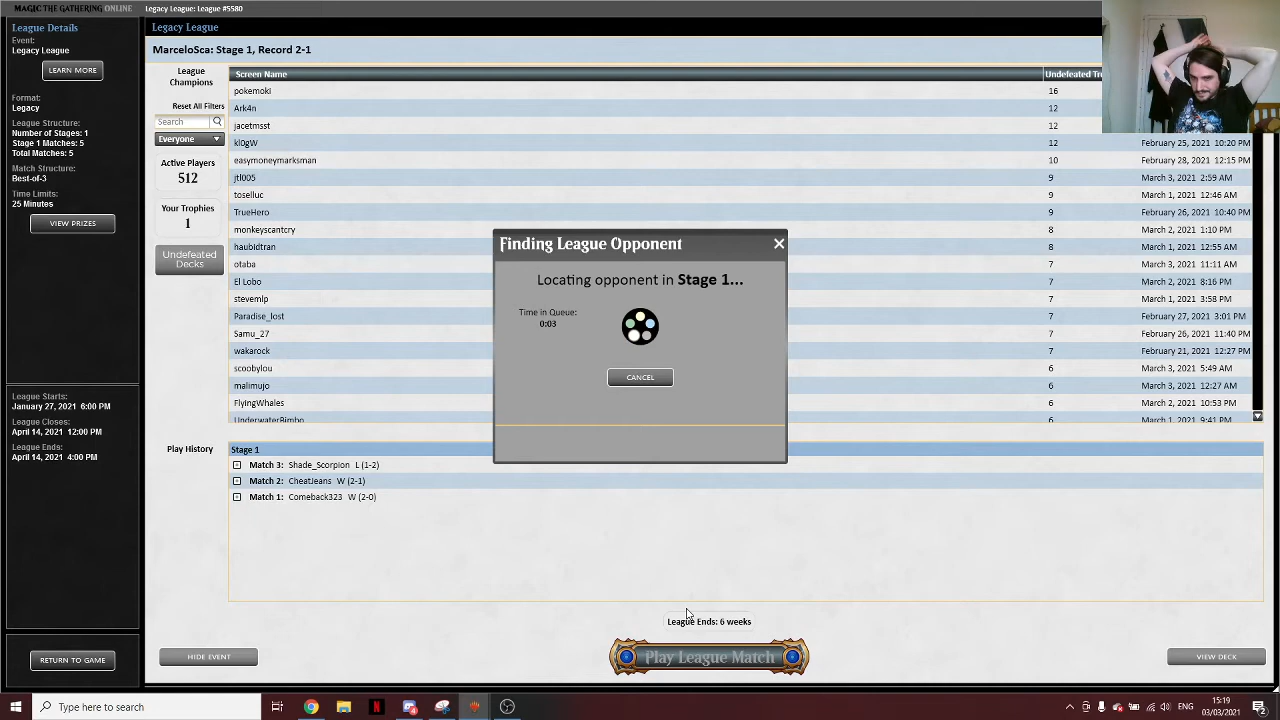 MAGIC THE GATHERING ONLINE
Legacy League: League #5580
League Details
Event:
Legacy League
LEARN MORE
Format:
Legacy
League Structure:
Number of Stages: 1
Stage 1 Matches: 5
Total Matches: 5
Match Structure:
Best-of-3
Time Limits:
25 Minutes
VIEW PRIZES
League Starts:
January 27, 2021 6:00 PM
League Closes:
April 14, 2021 12:00 PM
League Ends:
April 14, 2021 4:00 PM
RETURN TO GAME
Legacy League
MarceloSca: Stage 1, Record 2-1
League
Champions
Reset All Filters
Search
Everyone
Active Players
512
Your Trophies
1
Undefeated
Decks
Screen Name Undefeated Tr
pokemoki 16
Ark4n 12
jacetmsst 12
kl0gW 12 February 25, 2021 10:20 PM
easymoneymarksman 10 February 28, 2021 12:15 PM
jtl005 9 March 3, 2021 2:59 AM
toselluc 9 March 1, 2021 12:46 AM
TrueHero 9 February 26, 2021 10:40 PM
monkeyscantcry 8 March 2, 2021 1:10 PM
haubidtran 8 March 1, 2021 12:55 AM
otaba 7 March 3, 2021 11:11 AM
El Lobo 7 March 2, 2021 8:16 PM
stevemlp 7 March 1, 2021 3:58 PM
Paradise_lost 7 February 27, 2021 3:01 PM
Samu_27 7 February 26, 2021 11:40 PM
wakarock 7 February 21, 2021 12:27 PM
scoobylou 6 March 3, 2021 5:49 AM
malimujo 6 March 3, 2021 12:27 AM
FlyingWhales 6 March 2, 2021 10:53 PM
UnderwaterBimbo 6 March 1, 2021 9:41 PM
Finding League Opponent
Locating opponent in Stage 1...
Time in Queue:
0:03
CANCEL
Play History
Stage 1
Match 3: Shade_Scorpion L (1-2)
Match 2: CheatJeans W (2-1)
Match 1: Comeback323 W (2-0)
League Ends: 6 weeks
HIDE EVENT
Play League Match
VIEW DECK
Type here to search
ENG
15:19
03/03/2021
2